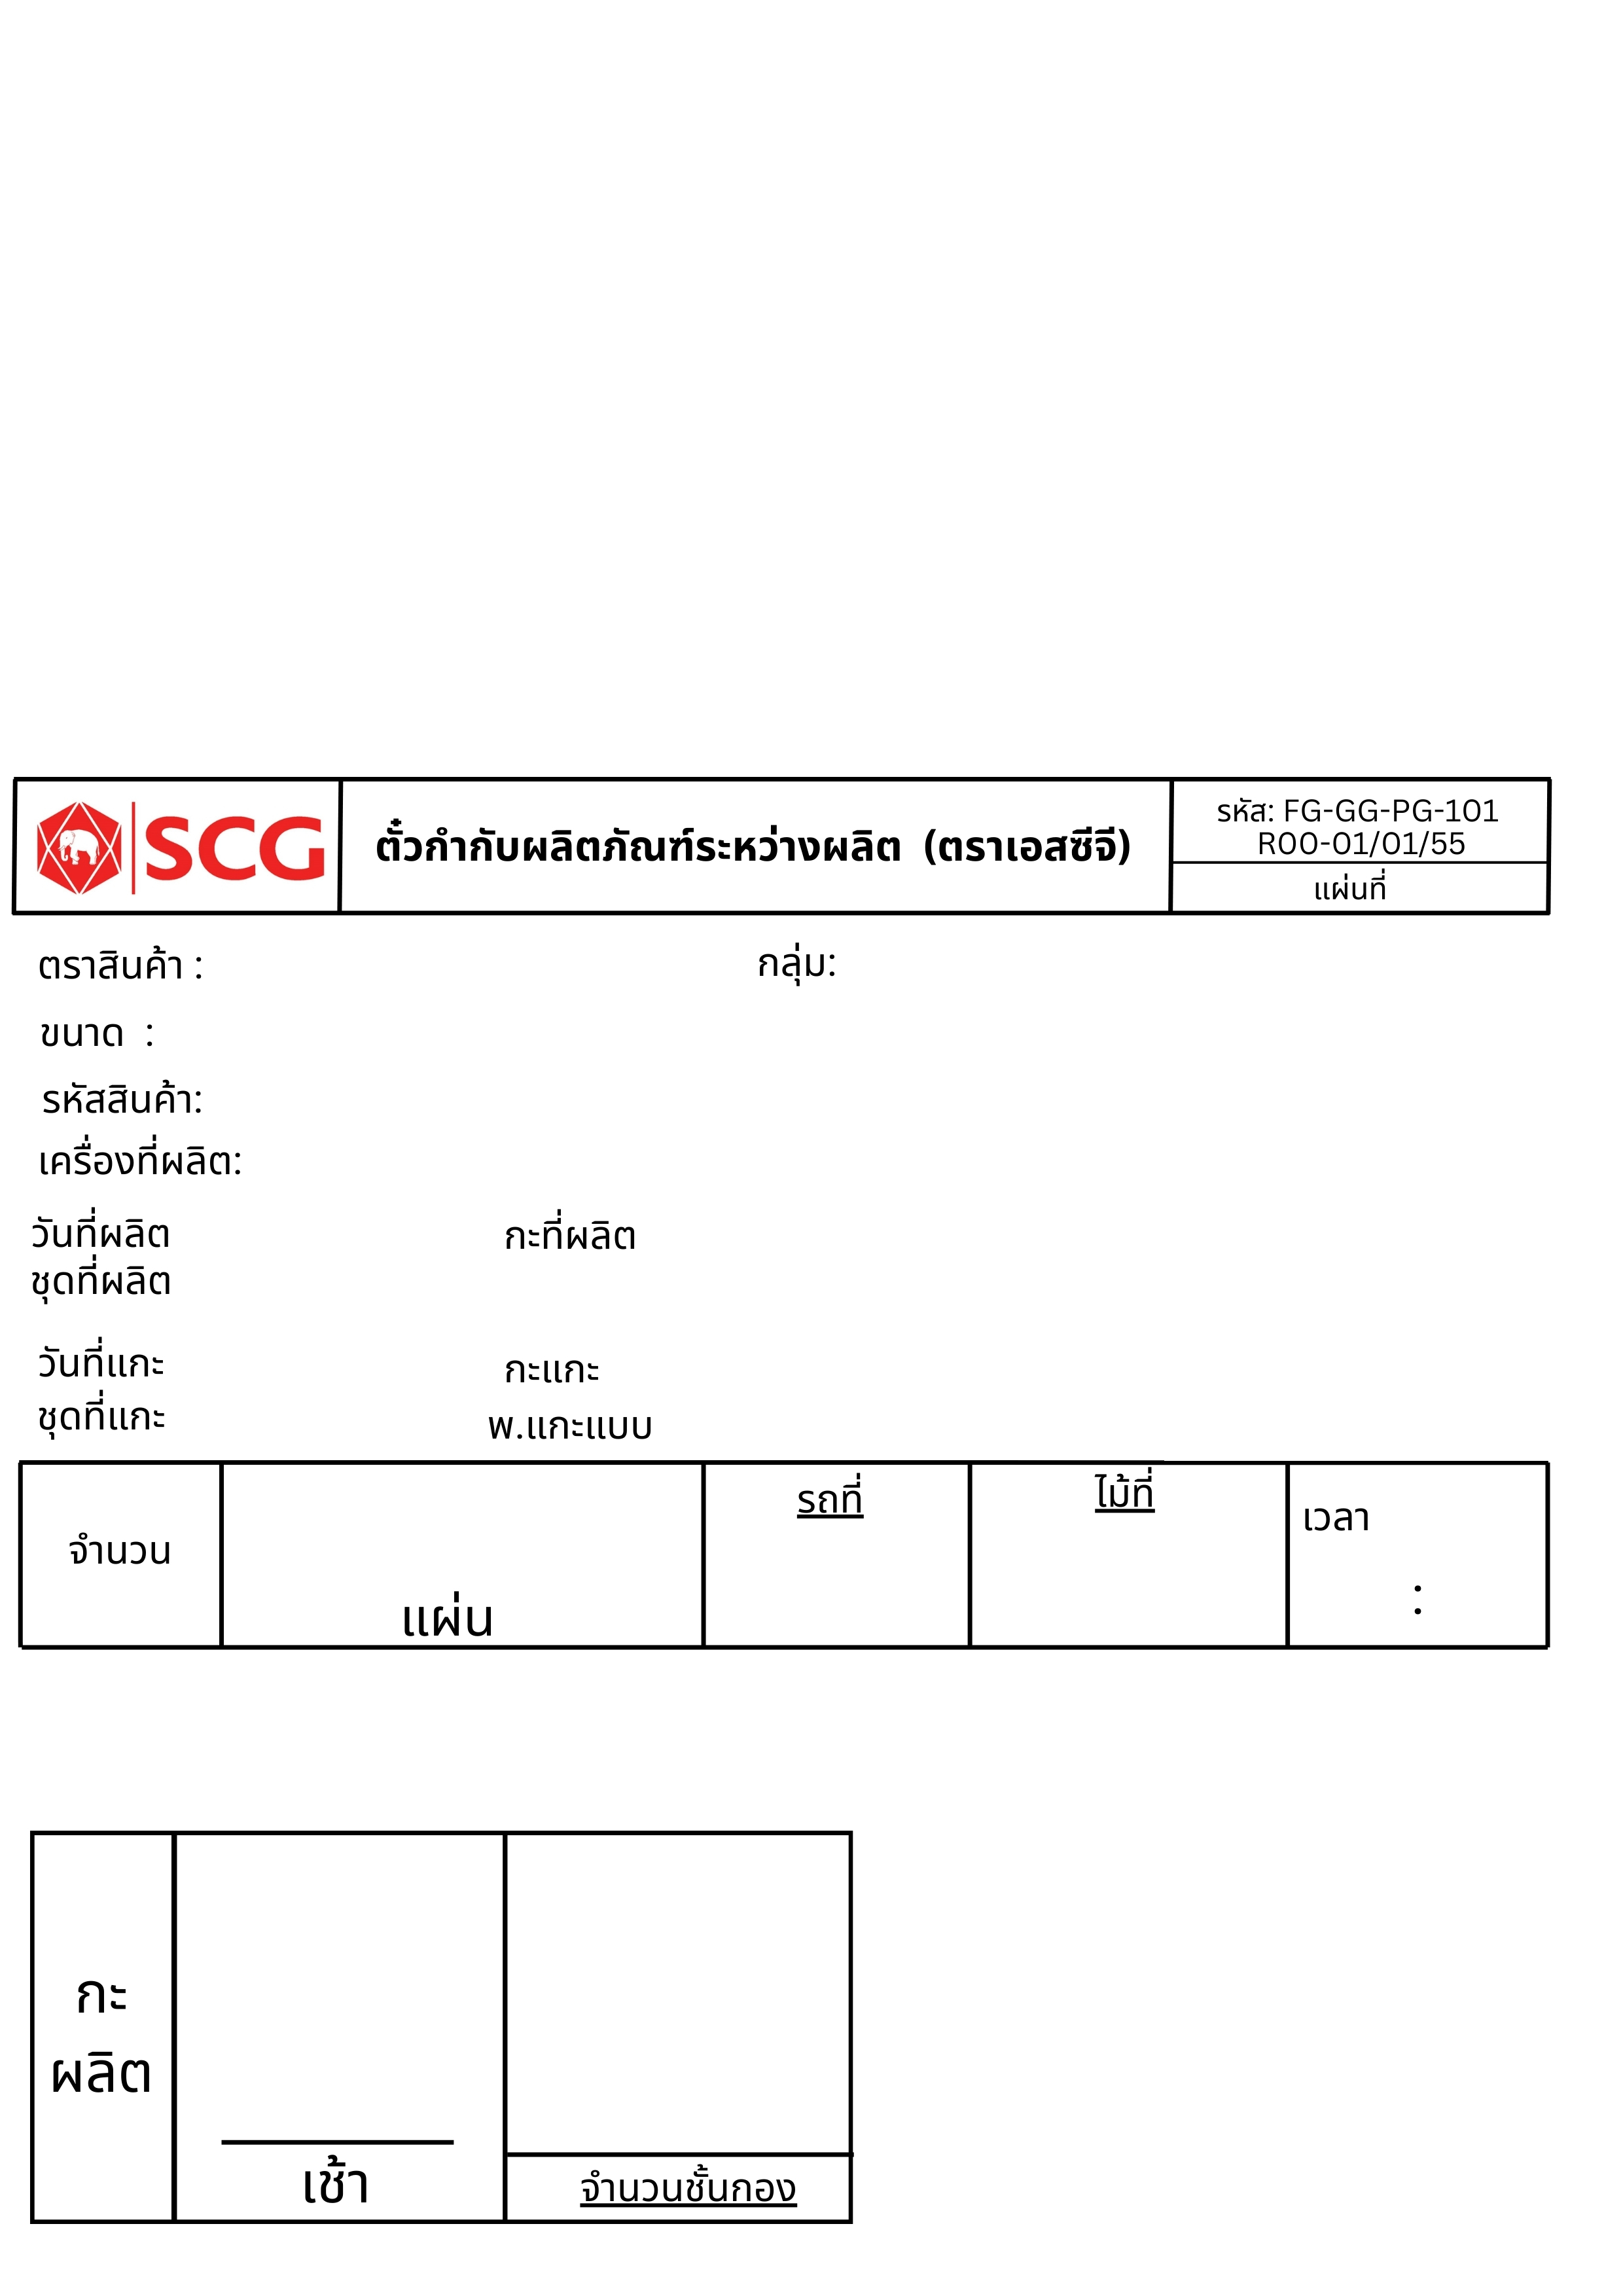 SCG
ตั๋วกำกับผลิตภัณฑ์ระหว่างผลิต (ตราเอสซีจี)
รหัส: FG-GG-PG-101
R00-01/01/55
แผ่นที่
ตราสินค้า :
กลุ่ม:
ขนาด :
รหัสสินค้า:
เครื่องที่ผลิต:
วันที่ผลิต
กะที่ผลิต
ชุดที่ผลิต
วันที่แกะ
กะแกะ
ชุดที่แกะ
พ.แกะแบบ
จำนวน
แผ่น
รถที่
ไม้ที่
เวลา
:
กะ
ผลิต
เช้า
จำนวนชั้นกอง